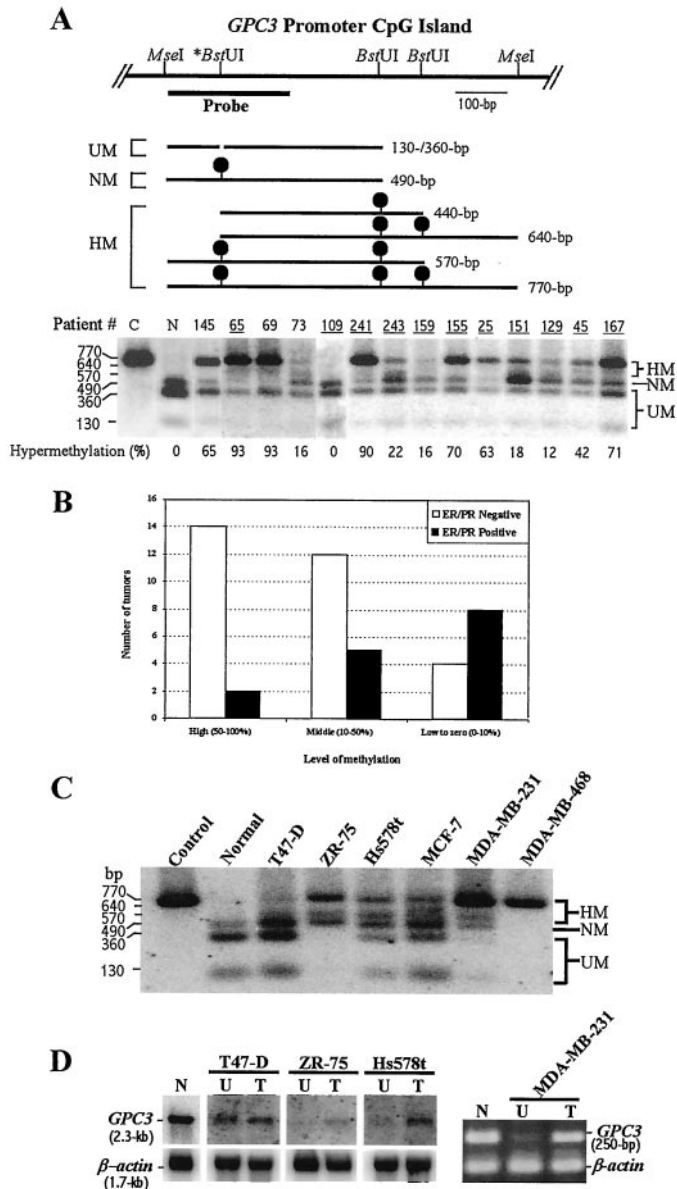 A
GPC3 Promoter CpG Island
MseI *BstUI BstUI BstUI MseI
Probe
100-bp
UM
130-/360-bp
NM
490-bp
440-bp
HM
640-bp
570-bp
770-bp
Patient # C N 145 65 69 73 109 241 243 159 155 25 151 129 45 167
770
640
570
490
360
130
HM
NM
UM
Hypermethylation (%) 0 65 93 93 16 0 90 22 16 70 63 18 12 42 71
B
16
14
12
10
8
6
4
2
0
Number of tumors
ER/PR Negative
ER/PR Positive
High (50-100%) Middle (10-50%) Low to zero (0-10%)
Level of methylation
C
Control Normal T47-D ZR-75 Hs578t MCF-7 MDA-MB-231 MDA-MB-468
bp
770
640
570
490
360
130
HM
NM
UM
D
T47-D ZR-75 Hs578t
N U T U T U T
GPC3
(2.3-kb)
β-actin
(1.7-kb)
MDA-MB-231
N U T
GPC3
(250-bp)
β-actin